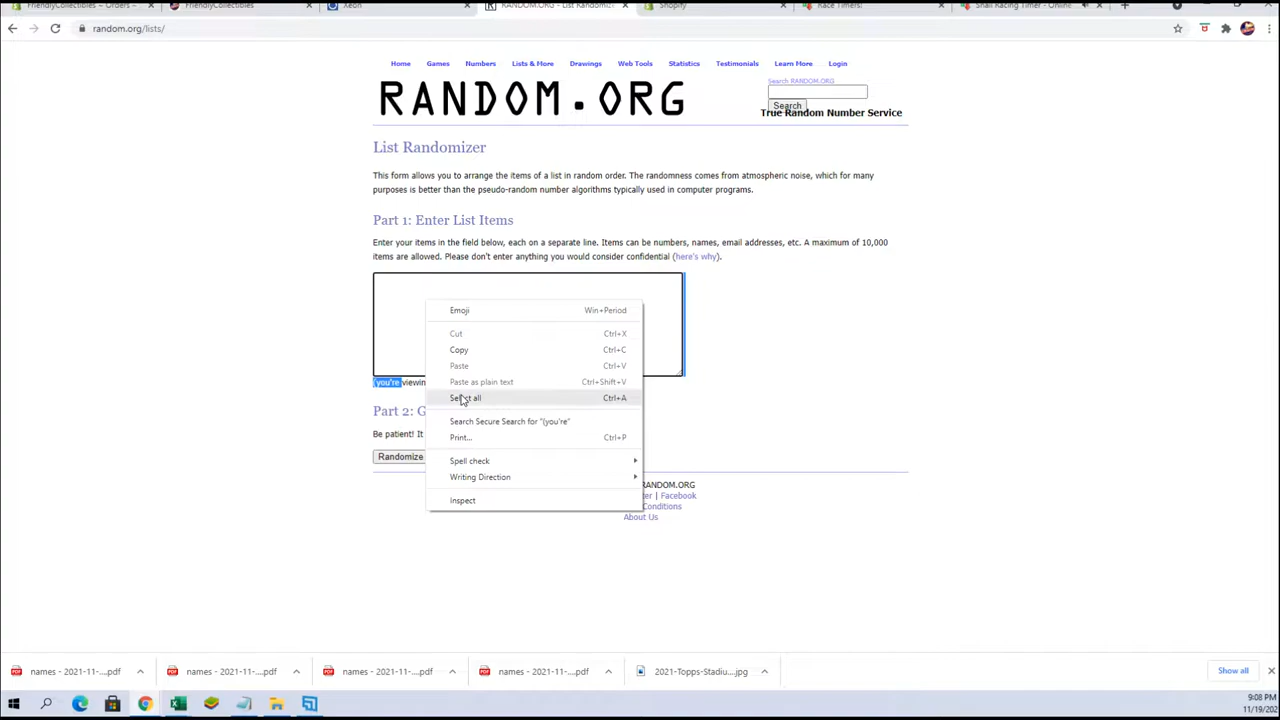 FriendlyCollectibles ~ Orders ~
FriendlyCollectibles
Xeon
RANDOM.ORG - List Randomizer
Shopify
Race Timers!
Snail Racing Timer - Online
random.org/lists/
Home Games Numbers Lists & More Drawings Web Tools Statistics Testimonials Learn More Login
RANDOM.ORG
Search RANDOM.ORG
Search
True Random Number Service
List Randomizer
This form allows you to arrange the items of a list in random order. The randomness comes from atmospheric noise, which for many
purposes is better than the pseudo-random number algorithms typically used in computer programs.
Part 1: Enter List Items
Enter your items in the field below, each on a separate line. Items can be numbers, names, email addresses, etc. A maximum of 10,000
items are allowed. Please don't enter anything you would consider confidential (here's why).
Emoji Win+Period
Cut Ctrl+X
Copy Ctrl+C
Paste Ctrl+V
Paste as plain text Ctrl+Shift+V
Select all Ctrl+A
Search Secure Search for "(you're"
Print... Ctrl+P
Spell check
Writing Direction
Inspect
(you're viewin
Part 2: G
Be patient! It
Randomize
RANDOM.ORG
ter | Facebook
Conditions
About Us
names - 2021-11-....pdf
names - 2021-11-....pdf
names - 2021-11-....pdf
names - 2021-11-....pdf
2021-Topps-Stadiu....jpg
Show all
9:08 PM
11/19/202